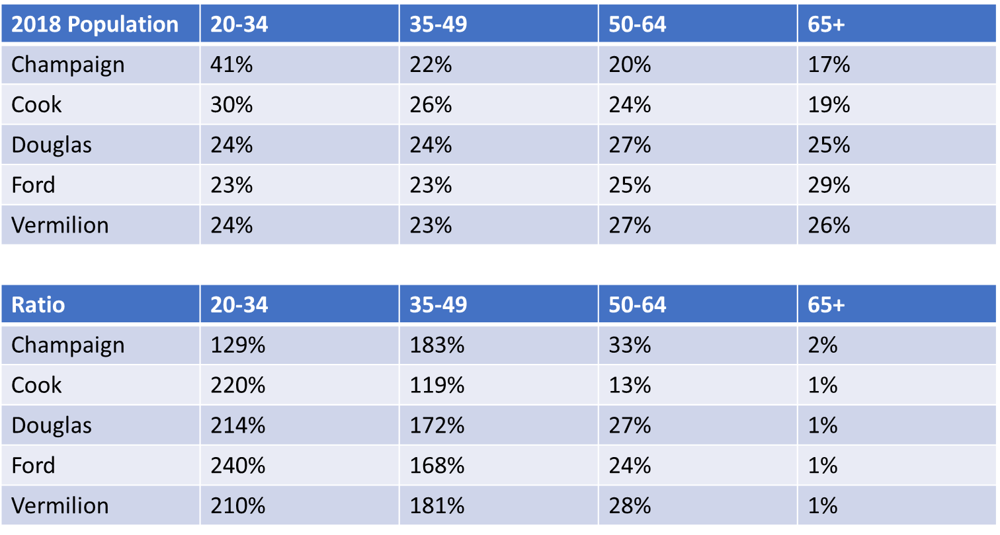 2018 Population 20-34 35-49 50-64 65+
Champaign 41% 22% 20% 17%
Cook 30% 26% 24% 19%
Douglas 24% 24% 27% 25%
Ford 23% 23% 25% 29%
Vermilion 24% 23% 27% 26%
Ratio 20-34 35-49 50-64 65+
Champaign 129% 183% 33% 2%
Cook 220% 119% 13% 1%
Douglas 214% 172% 27% 1%
Ford 240% 168% 24% 1%
Vermilion 210% 181% 28% 1%